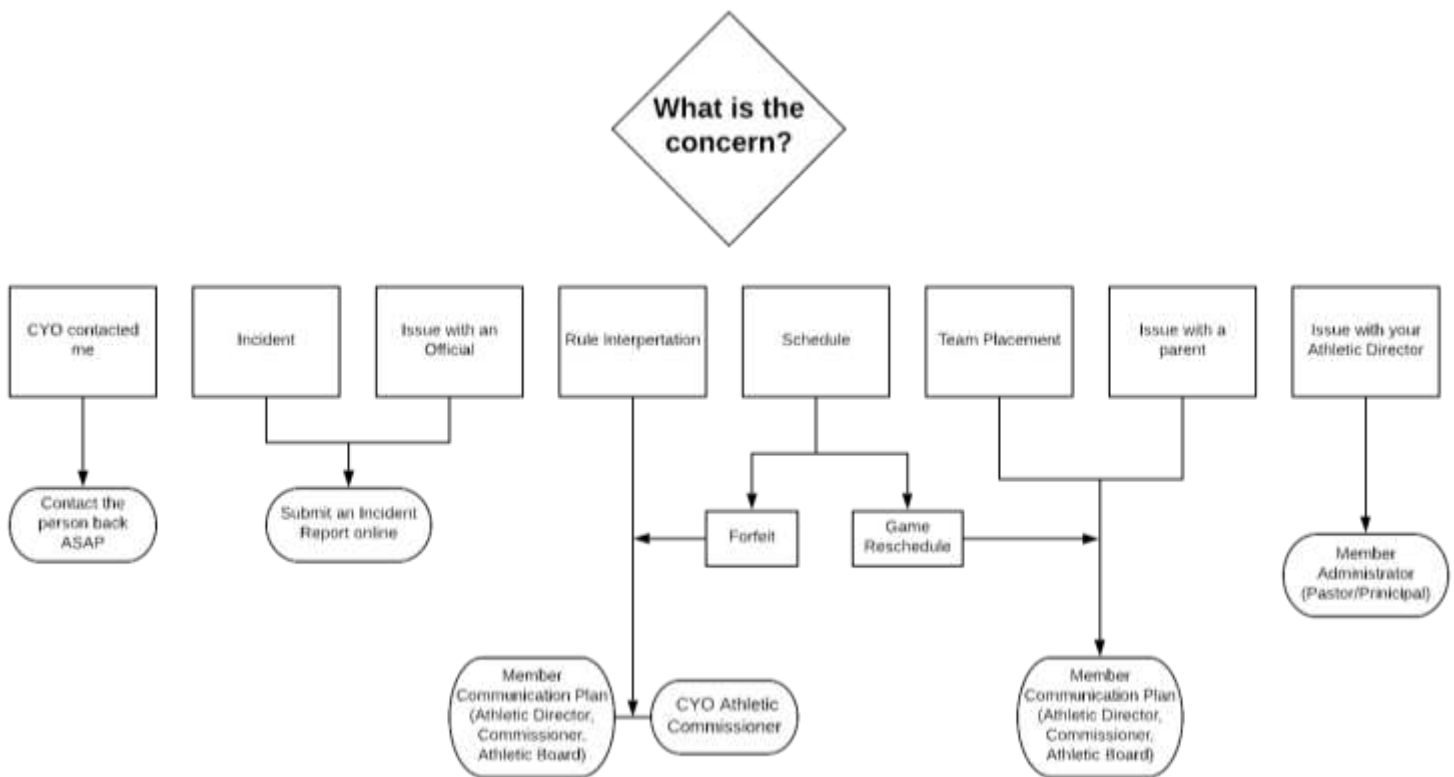 What is the
concern?
CYO contacted
me
Incident
Issue with an
Official
Rule Interpertation
Schedule
Team Placement
Issue with a
parent
Issue with your
Athletic Director
Contact the
person back
ASAP
Submit an Incident
Report online
Forfeit
Game
Reschedule
Member
Administrator
(Pastor/Prinicipal)
Member
Communication Plan
(Athletic Director,
Commissioner,
Athletic Board)
CYO Athletic
Commissioner
Member
Communication Plan
(Athletic Director,
Commissioner,
Athletic Board)